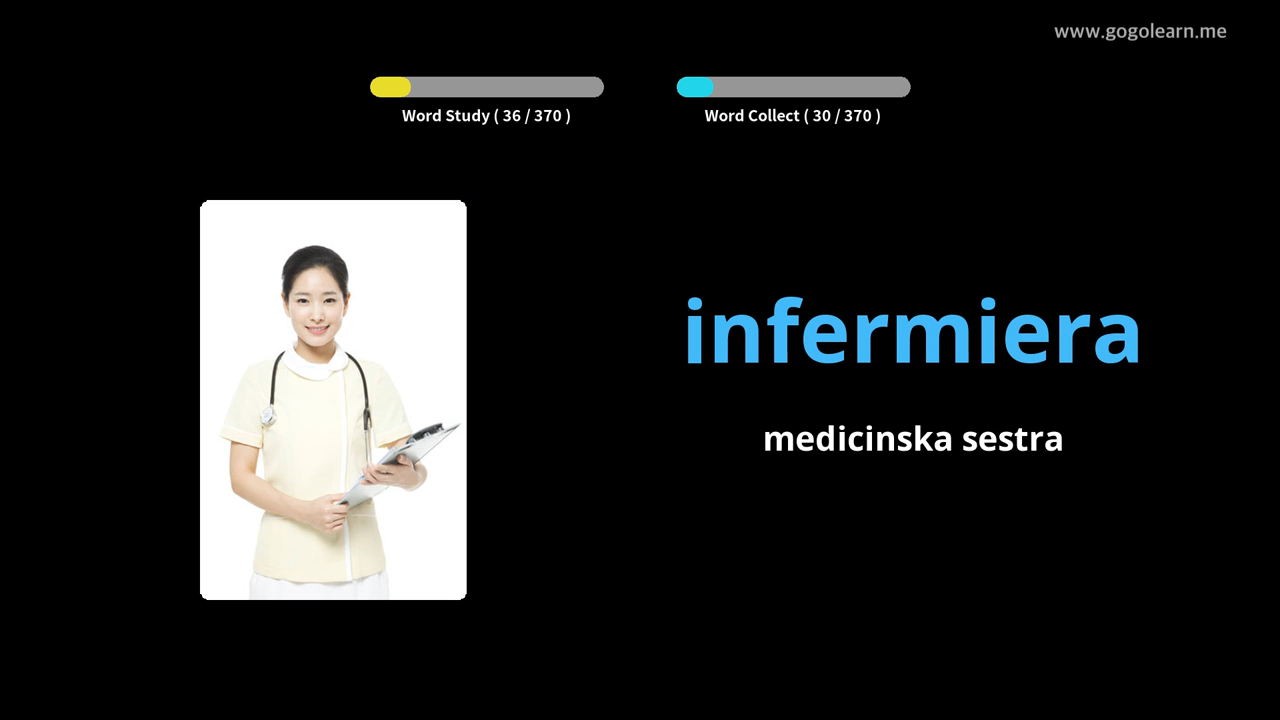 www.gogolearn.me
Word Study ( 36 / 370 )
Word Collect ( 30 / 370 )
infermiera
medicinska sestra